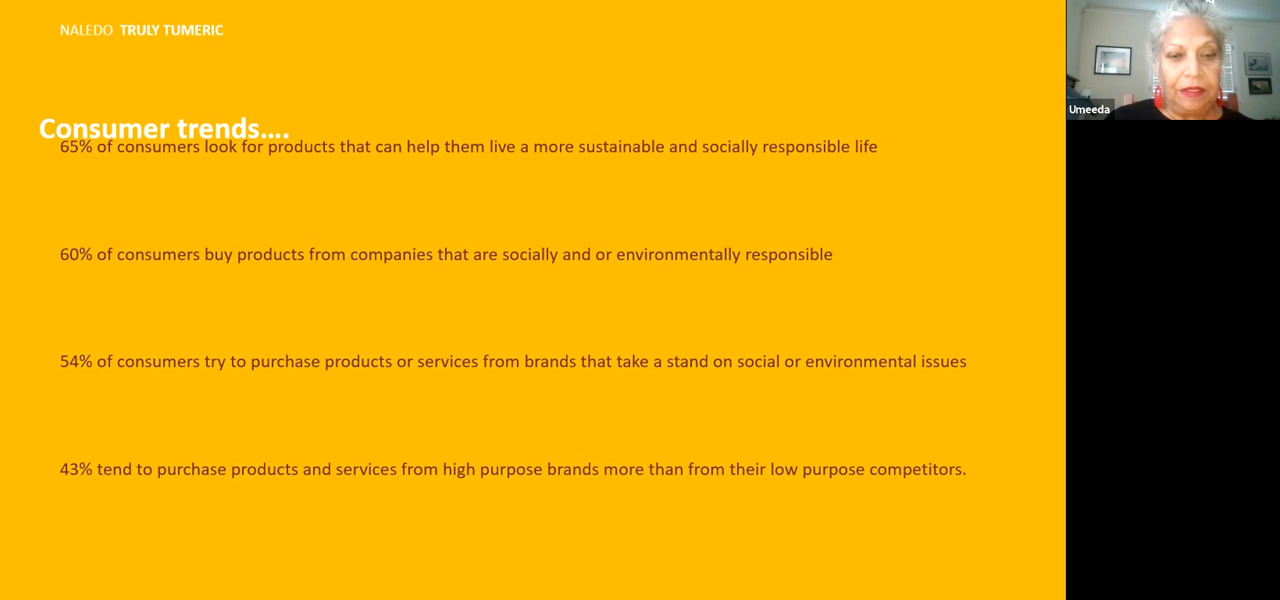 NALEDO TRULY TUMERIC
Consumer trends....
65% of consumers look for products that can help them live a more sustainable and socially responsible life
60% of consumers buy products from companies that are socially and or environmentally responsible
54% of consumers try to purchase products or services from brands that take a stand on social or environmental issues
43% tend to purchase products and services from high purpose brands more than from their low purpose competitors.
Umeeda